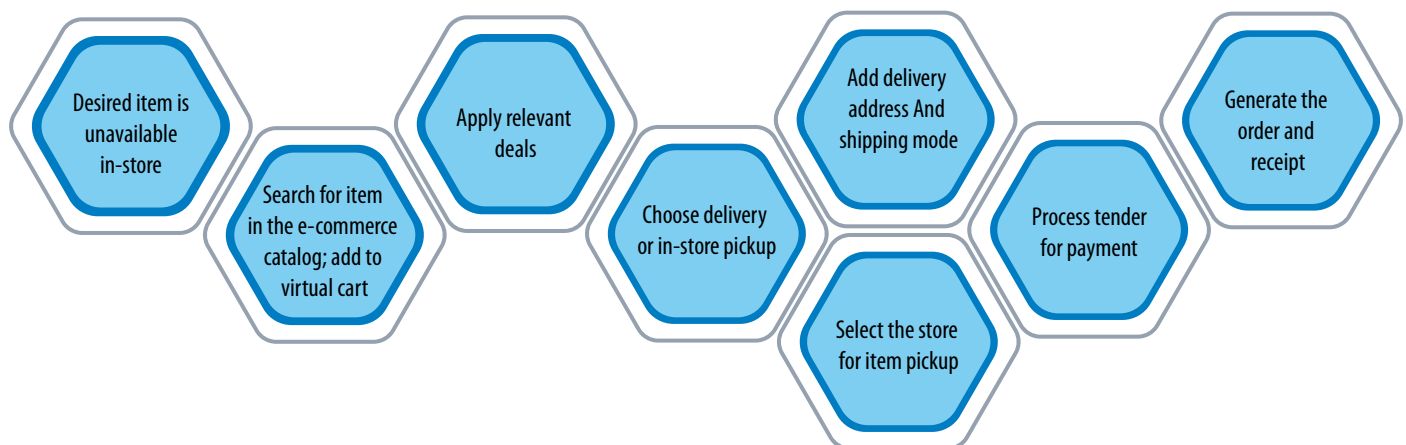 Desired item is
unavailable
in-store
Search for item
in the e-commerce
catalog; add to
virtual cart
Apply relevant
deals
Choose delivery
or in-store pickup
Add delivery
address And
shipping mode
Select the store
for item pickup
Process tender
for payment
Generate the
order and
receipt